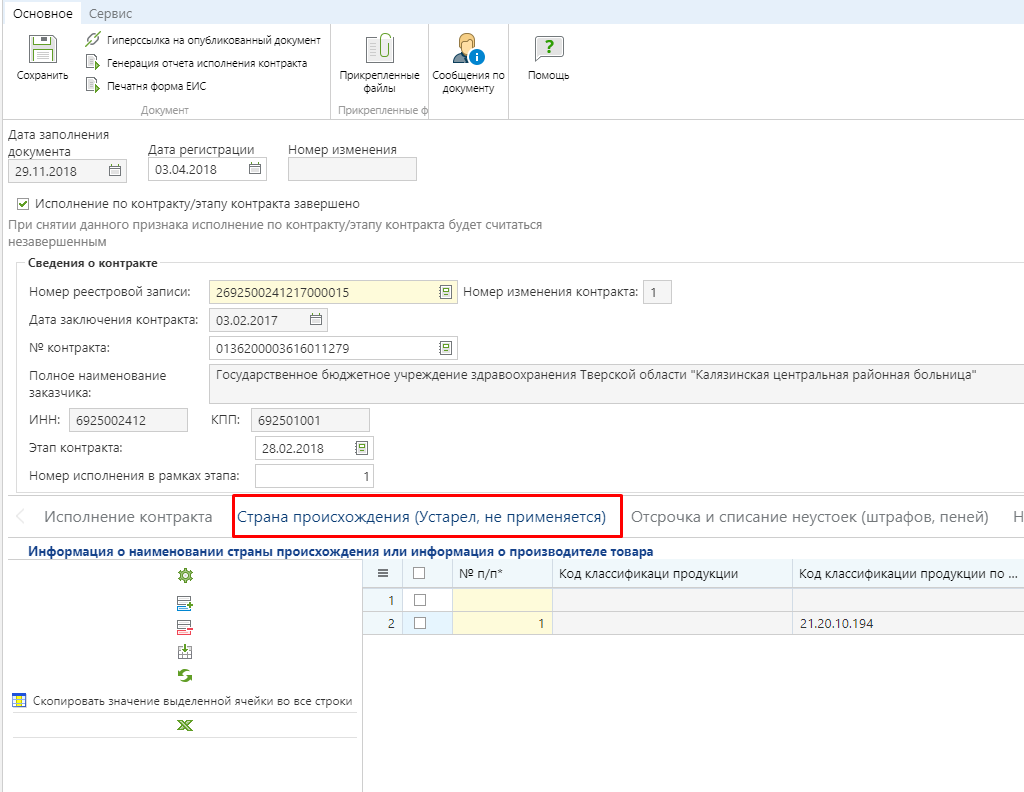 Основное Сервис
Сохранить
Гиперссылка на опубликованный документ
Генерация отчета исполнения контракта
Печатня форма ЕИС
Документ
Прикрепленные
файлы
Прикрепленные ф
Сообщения по
документу
Помощь
Дата заполнения
документа
29.11.2018
Дата регистрации
03.04.2018
Номер изменения
Исполнение по контракту/этапу контракта завершено
При снятии данного признака исполнение по контракту/этапу контракта будет считаться
незавершенным
Сведения о контракте
Номер реестровой записи: 2692500241217000015 Номер изменения контракта: 1
Дата заключения контракта: 03.02.2017
№ контракта: 0136200003616011279
Полное наименование
заказчика:
Государственное бюджетное учреждение здравоохранения Тверской области "Калязинская центральная районная больница"
ИНН: 6925002412 КПП: 692501001
Этап контракта: 28.02.2018
Номер исполнения в рамках этапа: 1
Исполнение контракта Страна происхождения (Устарел, не применяется) Отсрочка и списание неустоек (штрафов, пеней) Н
Информация о наименовании страны происхождения или информация о производителе товара
№ п/п* Код классификаци продукции Код классификации продукции по ...
1
2 1 21.20.10.194
Скопировать значение выделенной ячейки во все строки